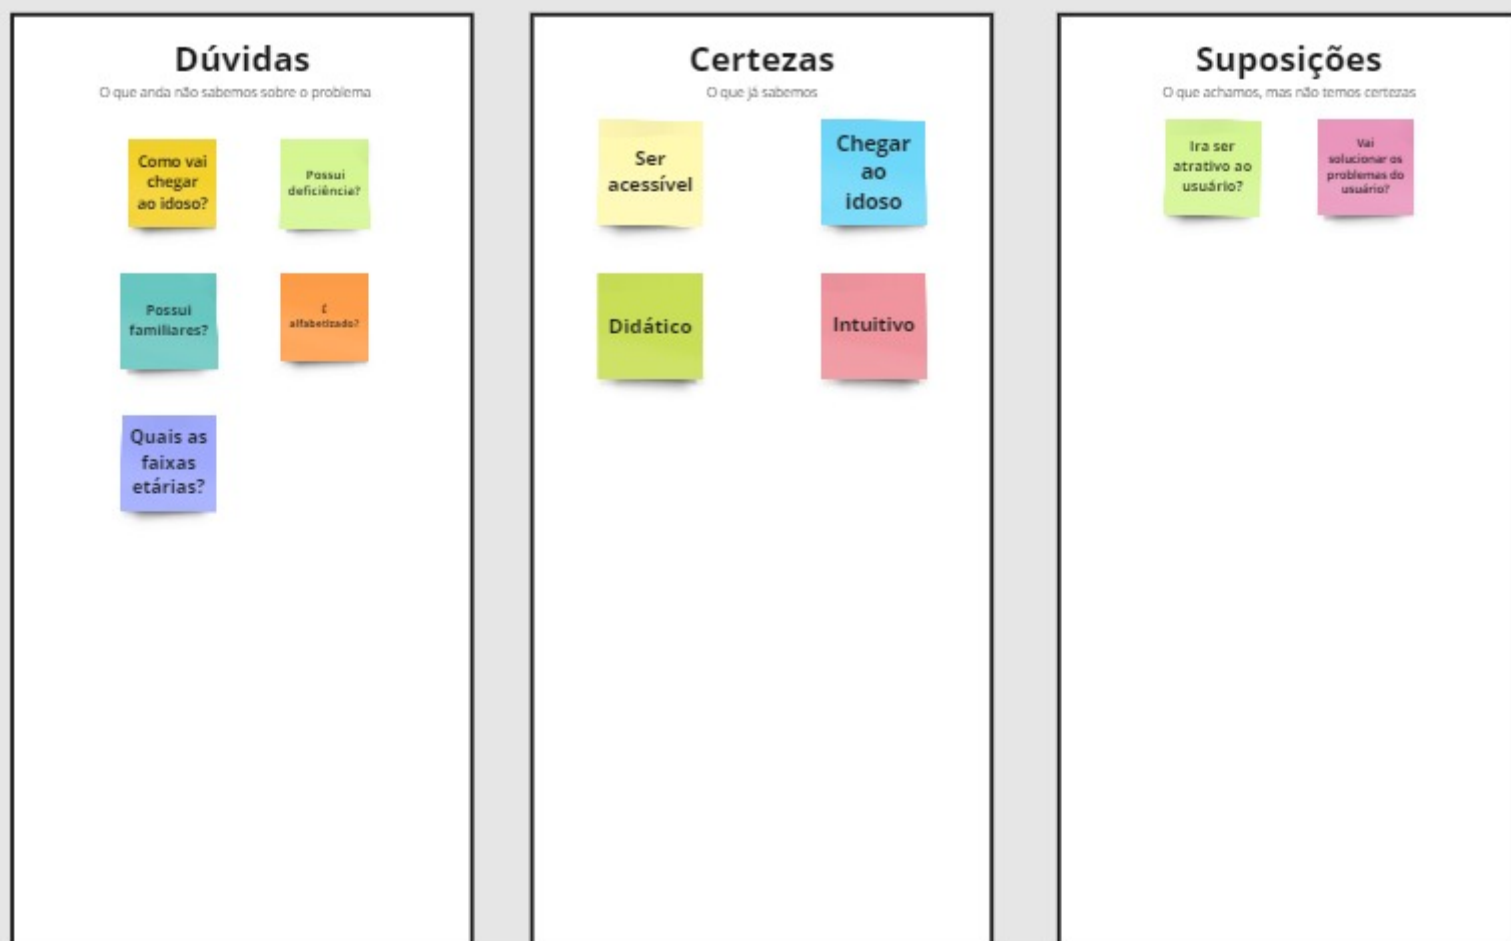 Dúvidas
O que anda não sabemos sobre o problema
Como vai
chegar
ao idoso?
Possui
deficiência?
Possui
familiares?
É
alfabetizado?
Quais as
faixas
etárias?
Certezas
O que já sabemos
Ser
acessível
Chegar
ao
idoso
Didático
Intuitivo
Suposições
O que achamos, mas não temos certezas
Ira ser
atrativo ao
usuário?
Vai
solucionar os
problemas do
usuário?